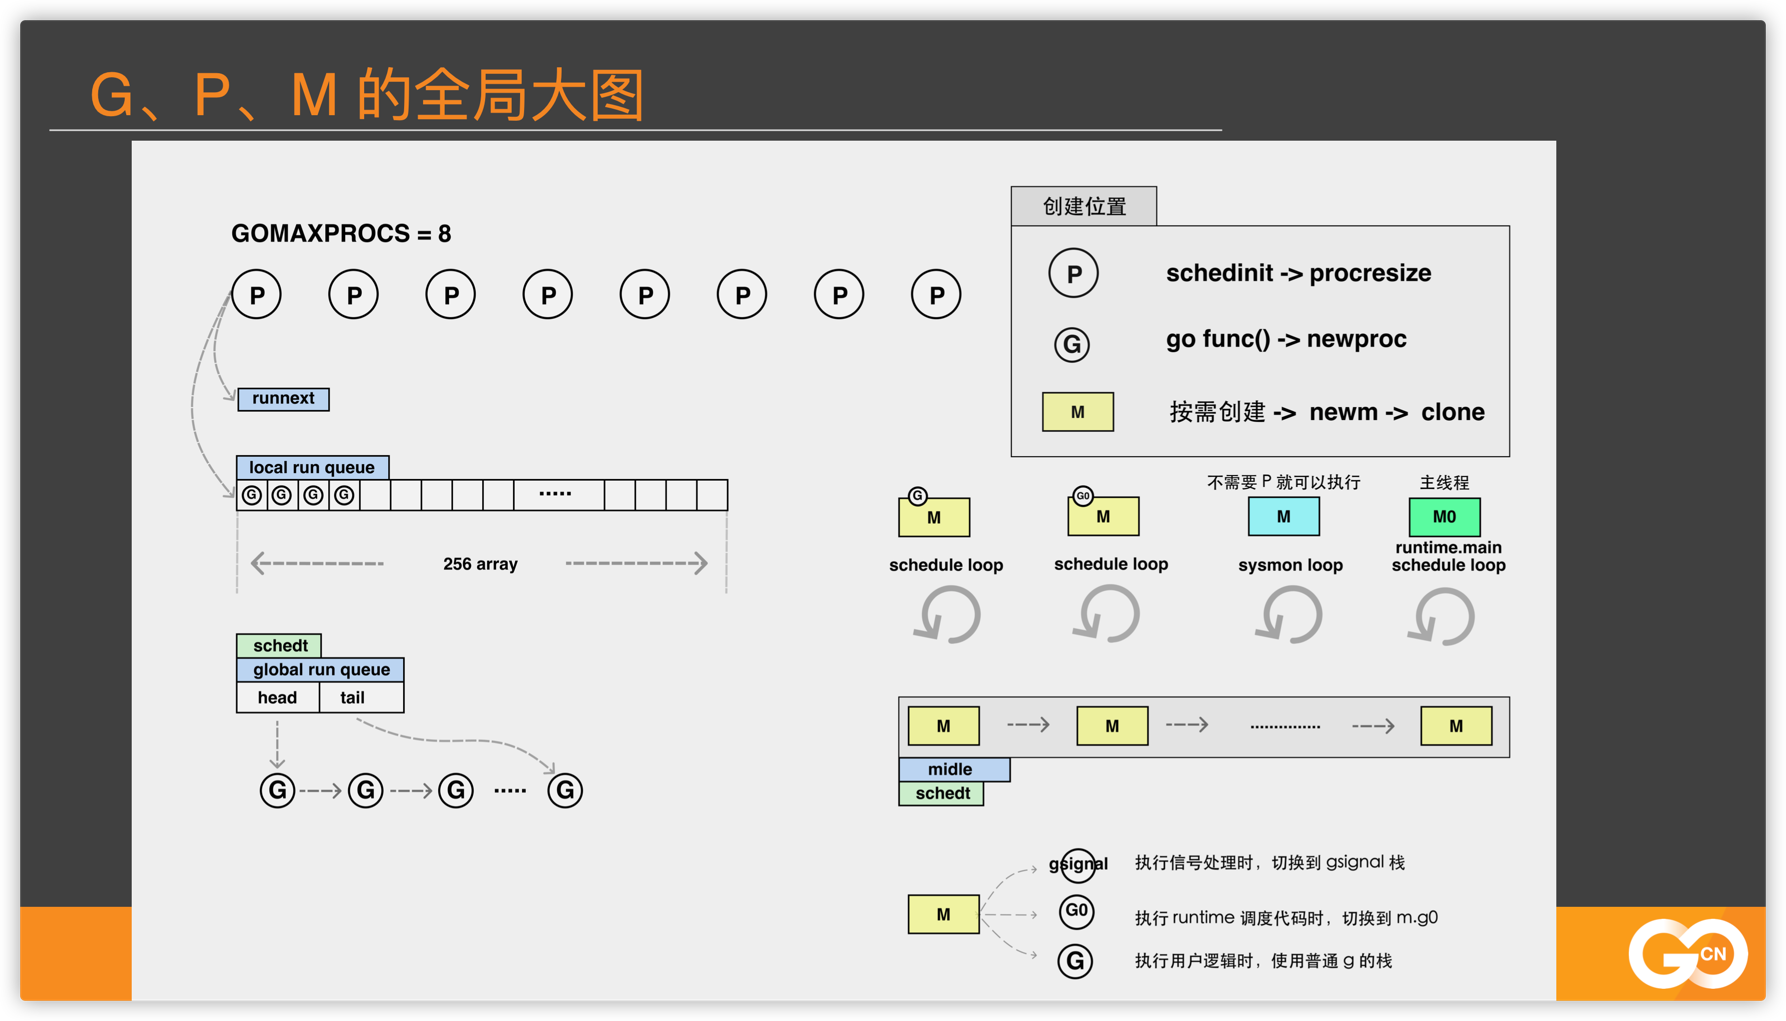 G、P、M 的全局大图
GOMAXPROCS = 8
P P P P P P P P
runnext
local run queue
G G G G ·····
256 array
schedt
global run queue
head tail
G G G ····· G
创建位置
P schedinit -> procresize
G go func() -> newproc
M 按需创建 -> newm -> clone
G
M
schedule loop
G0
M
schedule loop
不需要 P 就可以执行
M
sysmon loop
主线程
M0
runtime.main
schedule loop
M M ·············· M
midle
schedt
M
gsignal 执行信号处理时，切换到 gsignal 栈
G0 执行 runtime 调度代码时，切换到 m.g0
G 执行用户逻辑时，使用普通 g 的栈
GO CN